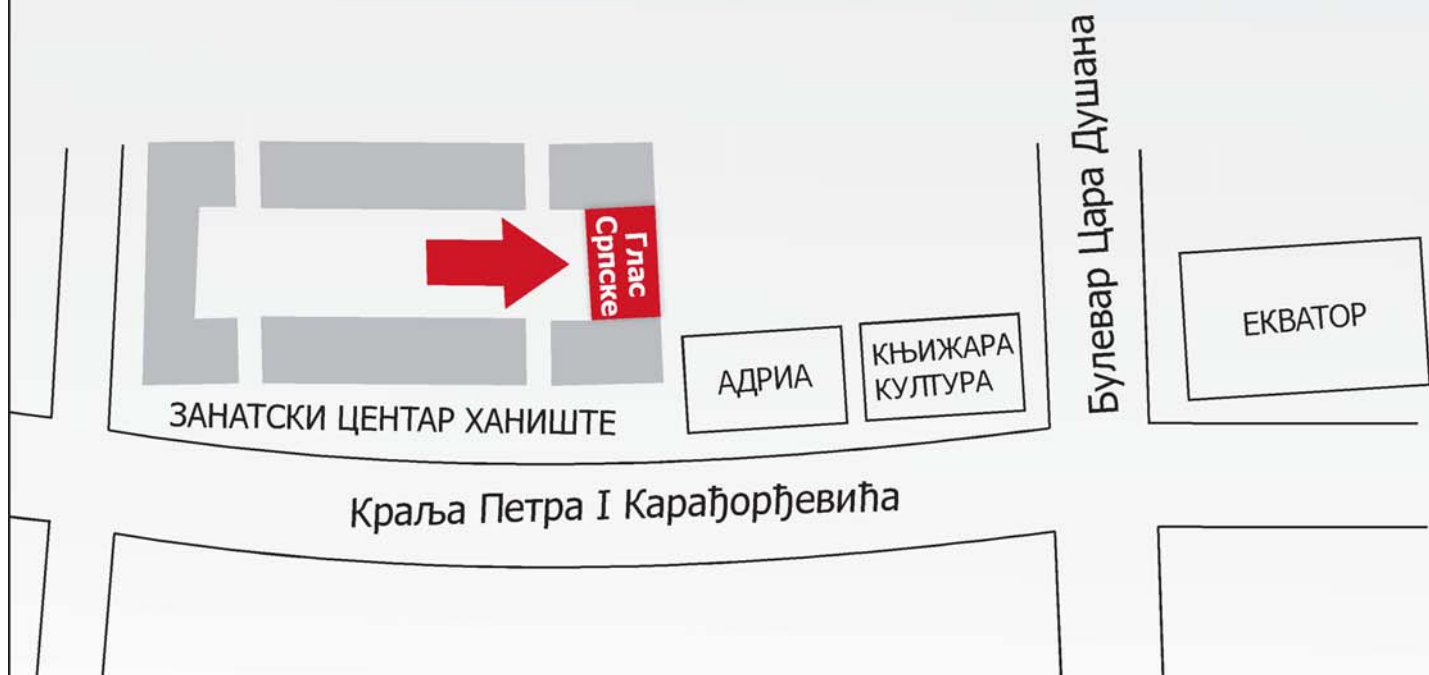 Булевар Цара Душана
Глас
Српске
ЕКВАТОР
АДРИА
КЊИЖАРА
КУЛТУРА
ЗАНАТСКИ ЦЕНТАР ХАНИШТЕ
Краља Петра I Карађорђевића